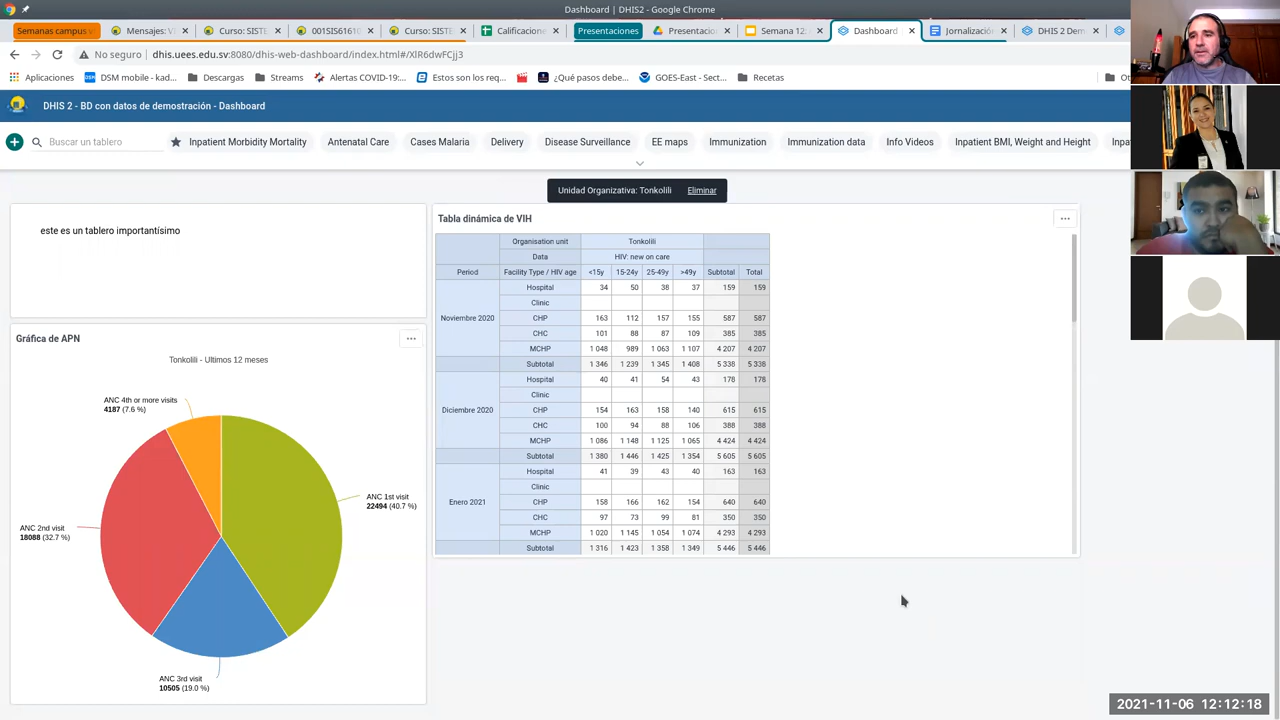 Dashboard | DHIS2 - Google Chrome
Semanas campus v
Mensajes: V
Curso: SISTE
001SIS61610
Curso: SISTE
Calificacione
Presentaciones
Presentacion
Semana 12:
Dashboard
Jornalización
DHIS 2 Dem
No seguro
dhis.uees.edu.sv:8080/dhis-web-dashboard/index.html#/XlR6dwFCjj3
Aplicaciones
DSM mobile - kad...
Descargas
Streams
Alertas COVID-19:...
Estos son los req...
¿Qué pasos debe...
GOES-East - Sect...
Recetas
DHIS 2 - BD con datos de demostración - Dashboard
Buscar un tablero
Inpatient Morbidity Mortality
Antenatal Care
Cases Malaria
Delivery
Disease Surveillance
EE maps
Immunization
Immunization data
Info Videos
Inpatient BMI, Weight and Height
Unidad Organizativa: Tonkolili Eliminar
este es un tablero importantísimo
Gráfica de APN
Tonkolili - Ultimos 12 meses
ANC 4th or more visits
4187 (7.6 %)
ANC 1st visit
22494 (40.7 %)
ANC 2nd visit
18088 (32.7 %)
ANC 3rd visit
10505 (19.0 %)
Tabla dinámica de VIH
Organisation unit Tonkolili
Data HIV: new on care
Period Facility Type / HIV age <15y 15-24y 25-49y >49y Subtotal Total
Noviembre 2020
Hospital 34 50 38 37 159 159
Clinic
CHP 163 112 157 155 587 587
CHC 101 88 87 109 385 385
MCHP 1 048 989 1 063 1 107 4 207 4 207
Subtotal 1 346 1 239 1 345 1 408 5 338 5 338
Diciembre 2020
Hospital 40 41 54 43 178 178
Clinic
CHP 154 163 158 140 615 615
CHC 100 94 88 106 388 388
MCHP 1 086 1 148 1 125 1 065 4 424 4 424
Subtotal 1 380 1 446 1 425 1 354 5 605 5 605
Enero 2021
Hospital 41 39 43 40 163 163
Clinic
CHP 158 166 162 154 640 640
CHC 97 73 99 81 350 350
MCHP 1 020 1 145 1 054 1 074 4 293 4 293
Subtotal 1 316 1 423 1 358 1 349 5 446 5 446
2021-11-06 12:12:18